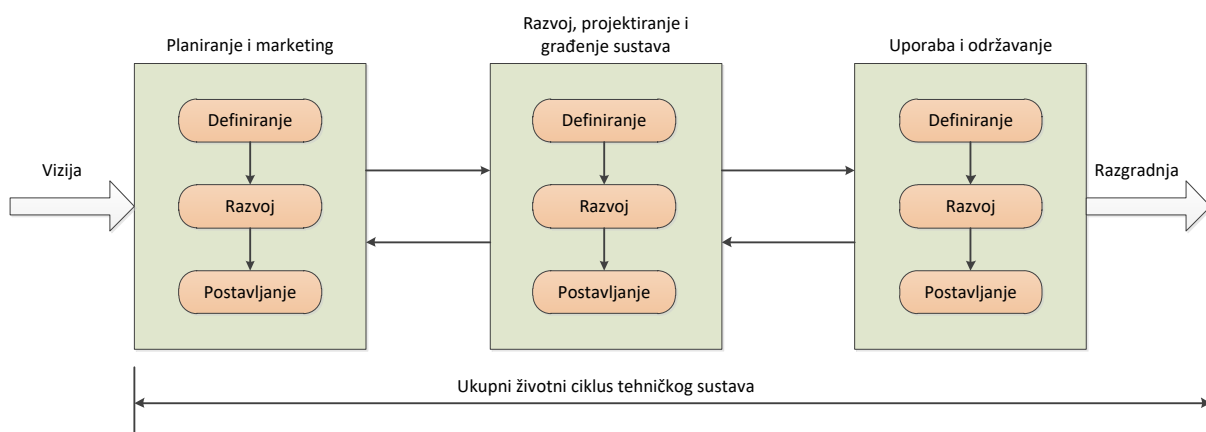 Planiranje i marketing
Razvoj, projektiranje i
građenje sustava
Uporaba i održavanje
Vizija
Definiranje
Razvoj
Postavljanje
Definiranje
Razvoj
Postavljanje
Definiranje
Razvoj
Postavljanje
Razgradnja
Ukupni životni ciklus tehničkog sustava